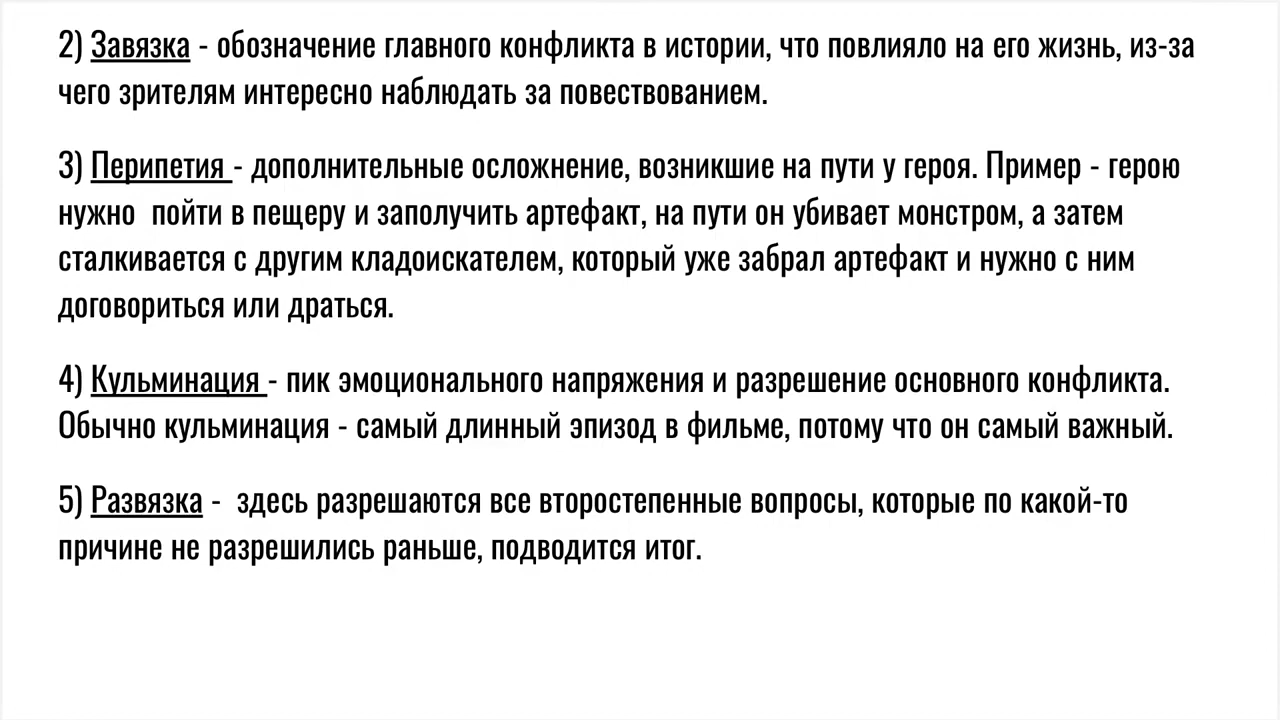 2) Завязка - обозначение главного конфликта в истории, что повлияло на его жизнь, из-за
чего зрителям интересно наблюдать за повествованием.
3) Перипетия - дополнительные осложнение, возникшие на пути у героя. Пример - герою
нужно  пойти в пещеру и заполучить артефакт, на пути он убивает монстром, а затем
сталкивается с другим кладоискателем, который уже забрал артефакт и нужно с ним
договориться или драться.
4) Кульминация - пик эмоционального напряжения и разрешение основного конфликта.
Обычно кульминация - самый длинный эпизод в фильме, потому что он самый важный.
5) Развязка -  здесь разрешаются все второстепенные вопросы, которые по какой-то
причине не разрешились раньше, подводится итог.